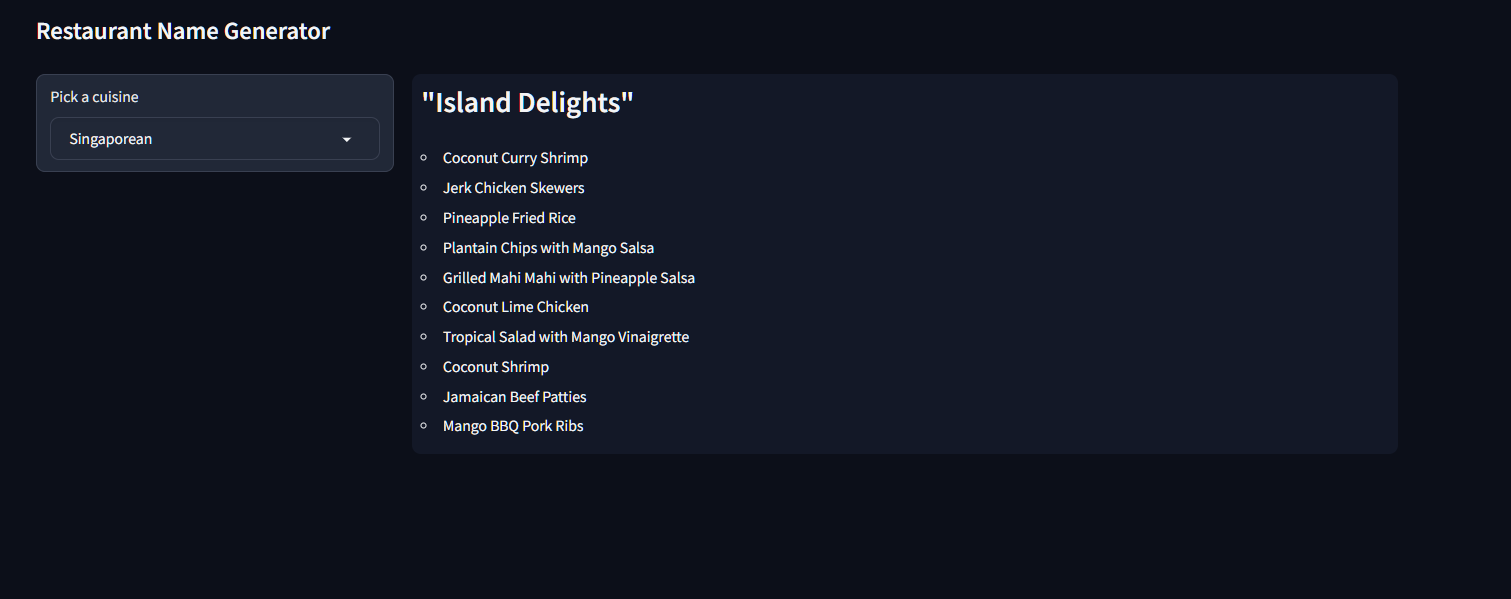 Restaurant Name Generator
Pick a cuisine
Singaporean
"Island Delights"
Coconut Curry Shrimp
Jerk Chicken Skewers
Pineapple Fried Rice
Plantain Chips with Mango Salsa
Grilled Mahi Mahi with Pineapple Salsa
Coconut Lime Chicken
Tropical Salad with Mango Vinaigrette
Coconut Shrimp
Jamaican Beef Patties
Mango BBQ Pork Ribs